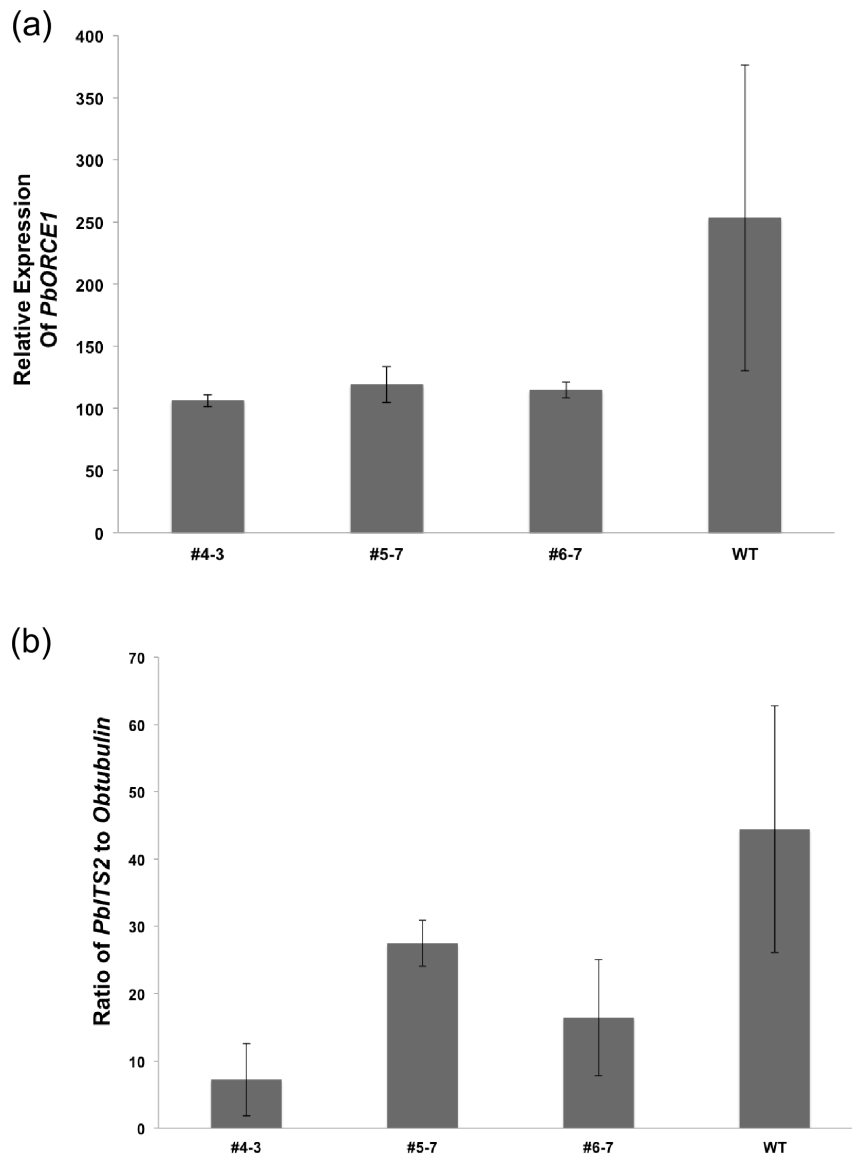 (a)
400
350
300
250
200
150
100
50
0
Relative Expression
Of PbORCE1
#4-3 #5-7 #6-7 WT
(b)
70
60
50
40
30
20
10
0
Ratio of PbITS2 to Obtubulin
#4-3 #5-7 #6-7 WT